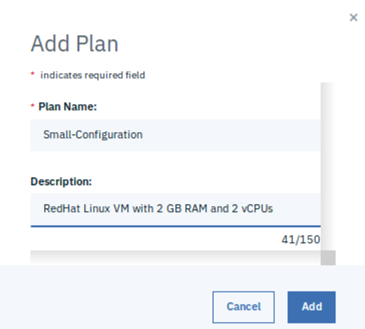 ×
Add Plan
* indicates required field
* Plan Name:
Small-Configuration
Description:
RedHat Linux VM with 2 GB RAM and 2 vCPUs
41/150
Cancel Add